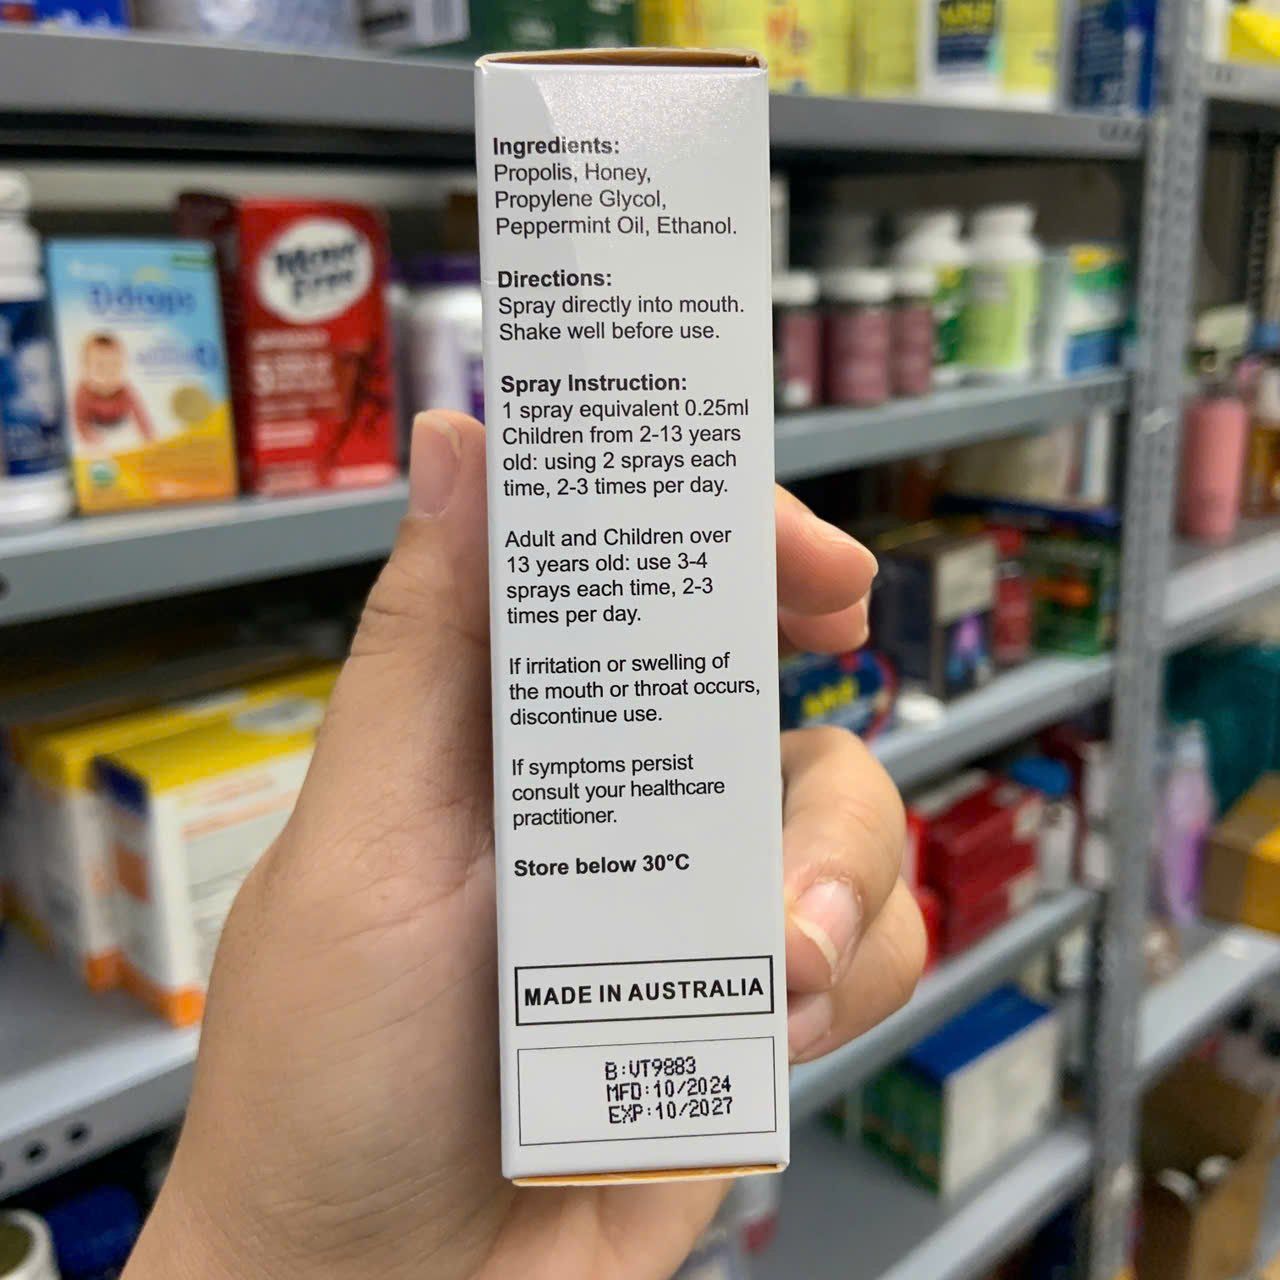 Ingredients:
Propolis, Honey,
Propylene Glycol,
Peppermint Oil, Ethanol.
Directions:
Spray directly into mouth.
Shake well before use.
Spray Instruction:
1 spray equivalent 0.25ml
Children from 2-13 years
old: using 2 sprays each
time, 2-3 times per day.
Adult and Children over
13 years old: use 3-4
sprays each time, 2-3
times per day.
If irritation or swelling of
the mouth or throat occurs,
discontinue use.
If symptoms persist
consult your healthcare
practitioner.
Store below 30°C
MADE IN AUSTRALIA
B:VT9883
MFD:10/2024
EXP:10/2027
Ddrops
Move
Free